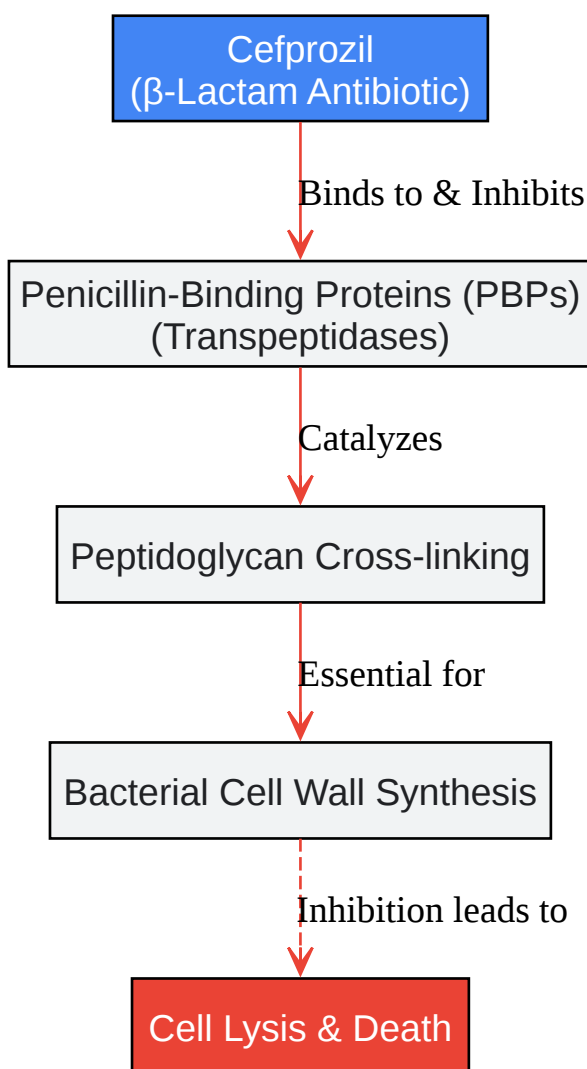 Cefprozil
(β-Lactam Antibiotic)
Binds to & Inhibits
Penicillin-Binding Proteins (PBPs)
(Transpeptidases)
Catalyzes
Peptidoglycan Cross-linking
Essential for
Bacterial Cell Wall Synthesis
Inhibition leads to
Cell Lysis & Death